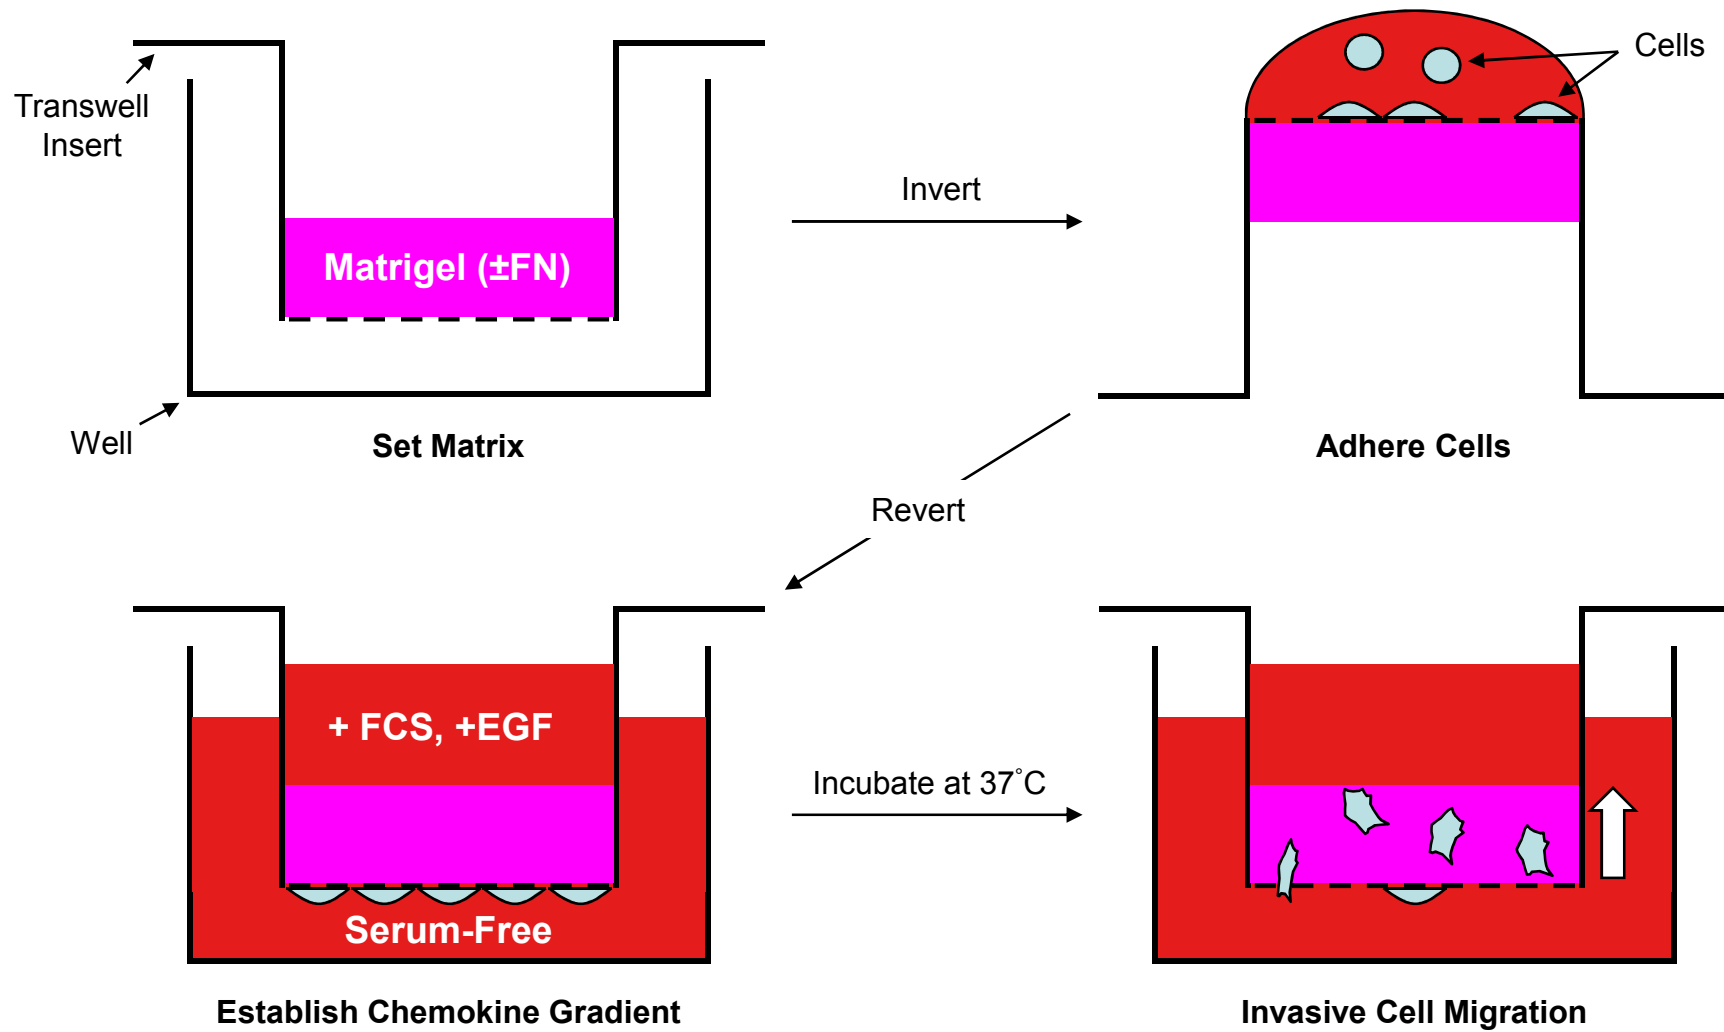 Transwell
Insert
Matrigel (±FN)
Well
Set Matrix
Invert
Cells
Adhere Cells
Revert
+ FCS, +EGF
Serum-Free
Establish Chemokine Gradient
Incubate at 37°C
Invasive Cell Migration